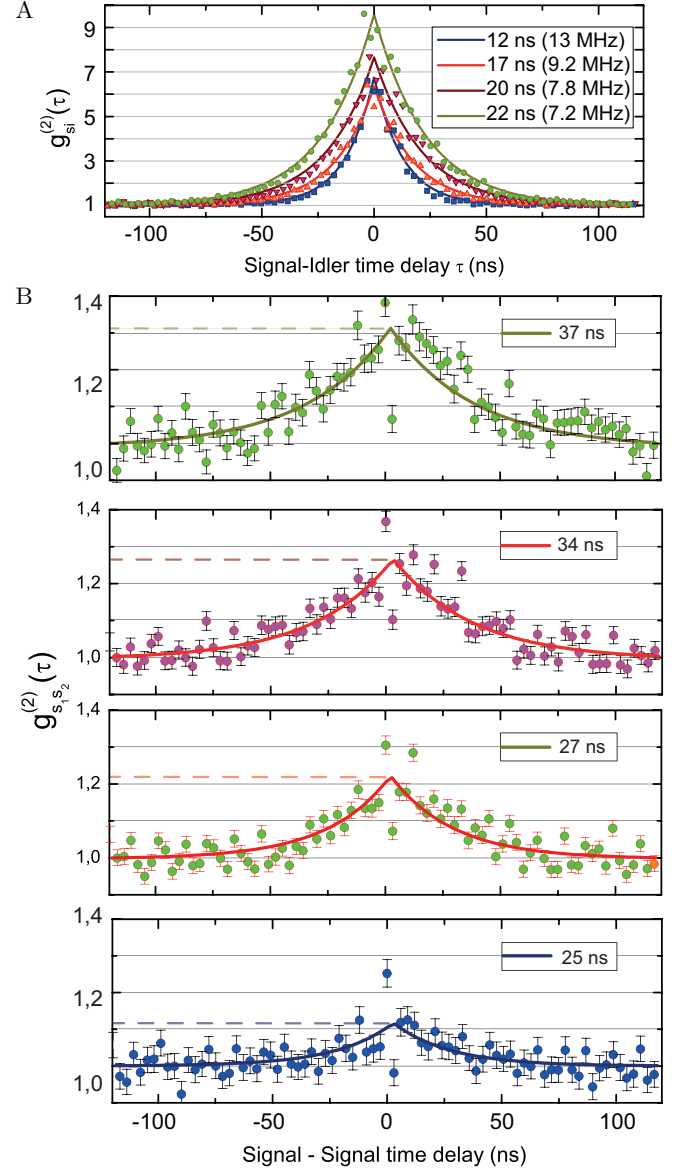 A
9
7
5
3
1
g_si^(2)(τ)
12 ns (13 MHz)
17 ns (9.2 MHz)
20 ns (7.8 MHz)
22 ns (7.2 MHz)
-100 -50 0 50 100
Signal-Idler time delay τ (ns)
B
1,4
1,2
1,0
37 ns
1,4
1,2
1,0
34 ns
g_s₁s₂^(2)(τ)
1,4
1,2
1,0
27 ns
1,4
1,2
1,0
25 ns
-100 -50 0 50 100
Signal - Signal time delay (ns)